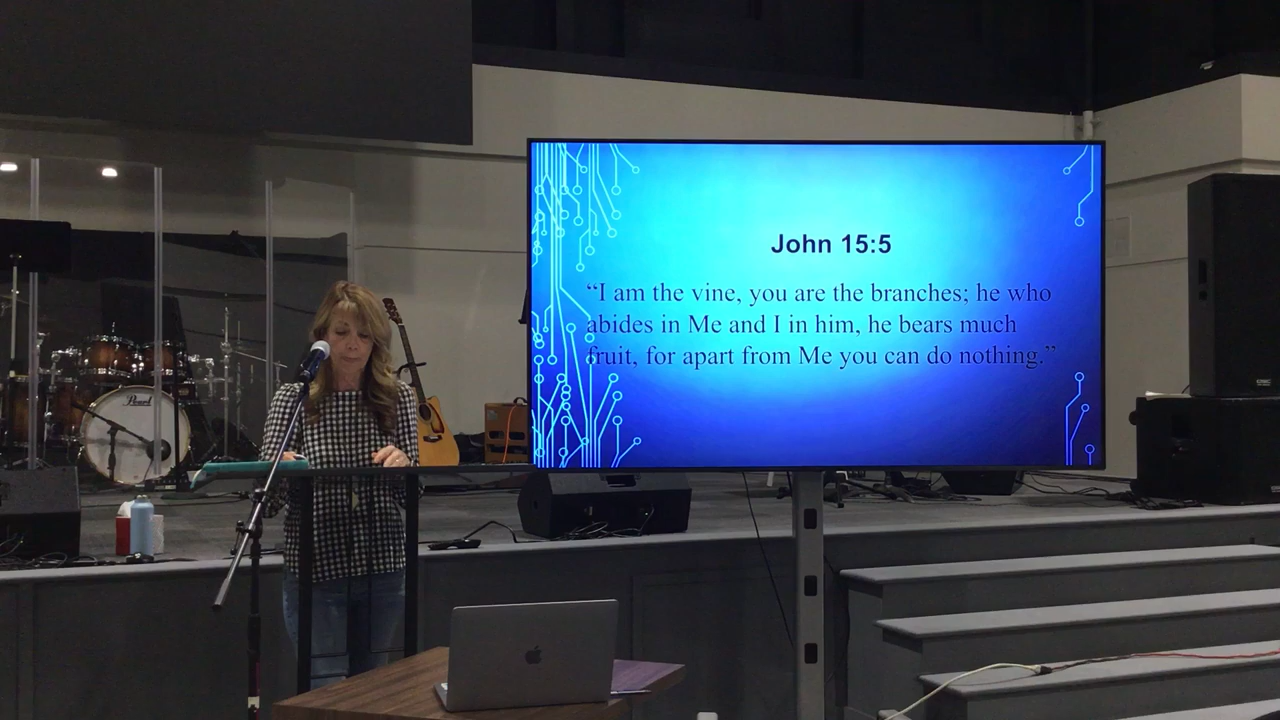 John 15:5
“I am the vine, you are the branches; he who
abides in Me and I in him, he bears much
fruit, for apart from Me you can do nothing.”
Pearl